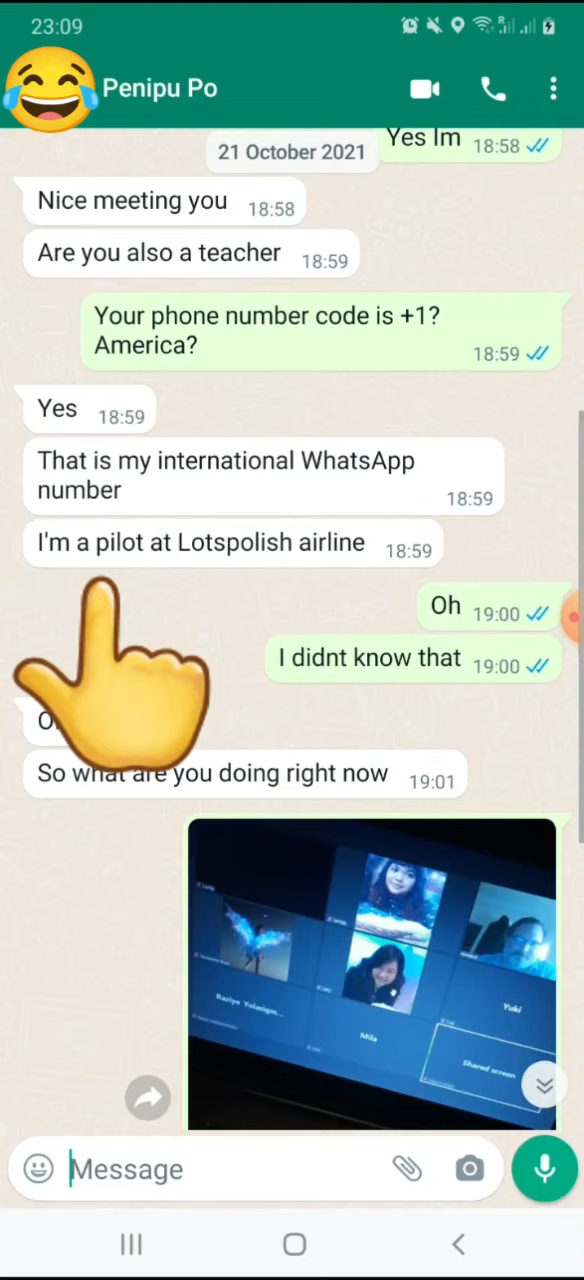 23:09
Penipu Po
Yes Im 18:58
21 October 2021
Nice meeting you 18:58
Are you also a teacher 18:59
Your phone number code is +1?
America? 18:59
Yes 18:59
That is my international WhatsApp
number 18:59
I'm a pilot at Lotspolish airline 18:59
Oh 19:00
I didnt know that 19:00
So what are you doing right now 19:01
Raziye Yolasigm...
Yuki
Mila
Shared screen
Message